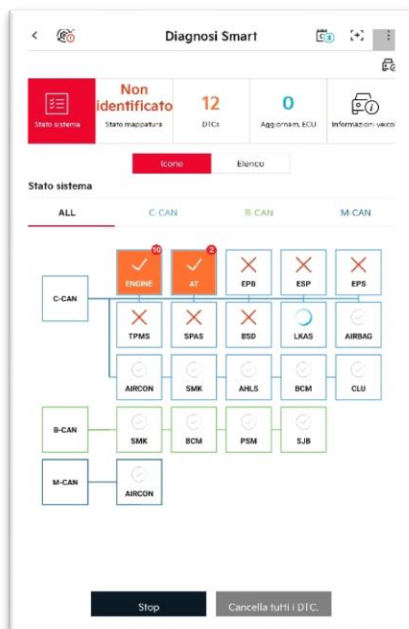 Diagnosi Smart
Non
identificato
12
0
Stato sistema
Stato mappatura
DTCs
Aggiornam. ECU
Informazioni veicol
Icone
Elenco
Stato sistema
ALL
C-CAN
B-CAN
M-CAN
10
2
ENGINE
AT
EPB
ESP
EPS
C-CAN
TPMS
SPAS
BSD
LKAS
AIRBAG
AIRCON
SMK
AHLS
BCM
CLU
B-CAN
SMK
BCM
PSM
SJB
M-CAN
AIRCON
Stop
Cancella tutti i DTC.